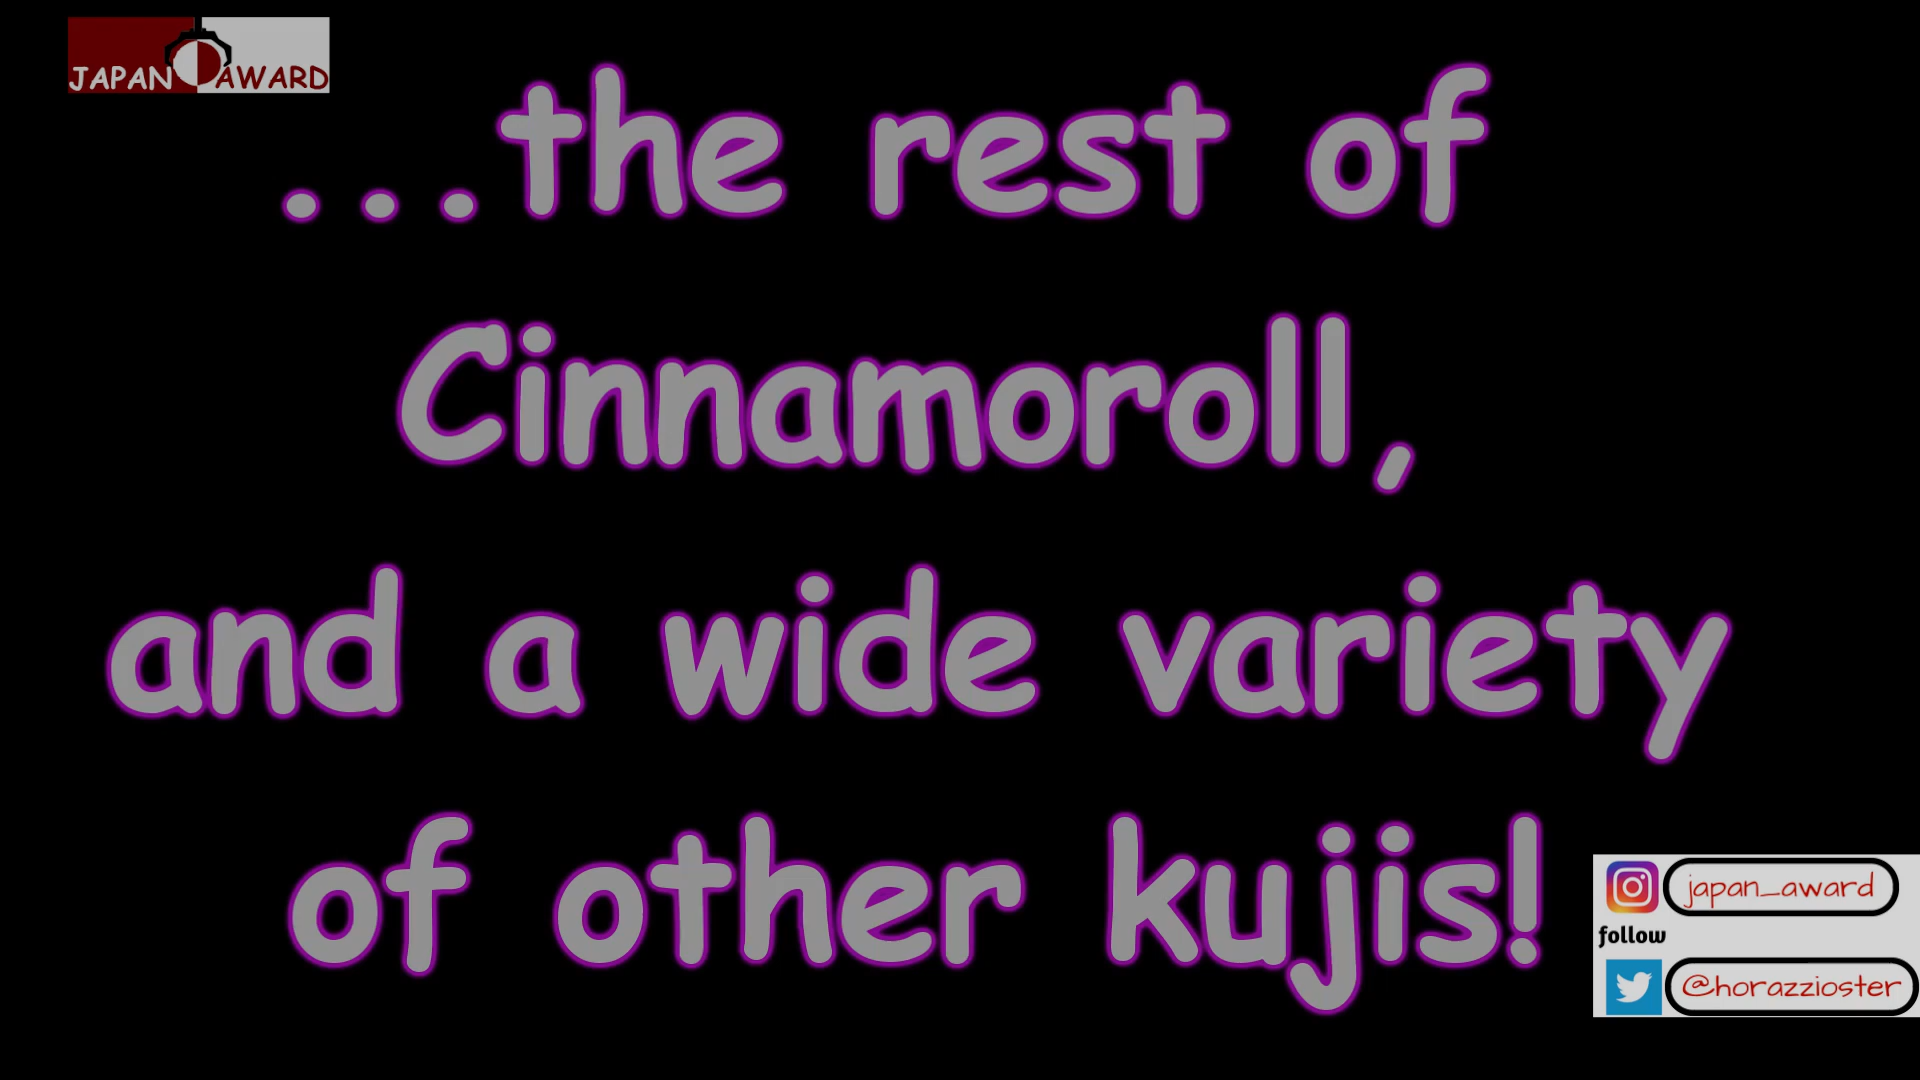 JAPAN AWARD
...the rest of
Cinnamoroll,
and a wide variety
of other kujis!
japan_award
follow
@horazzioster